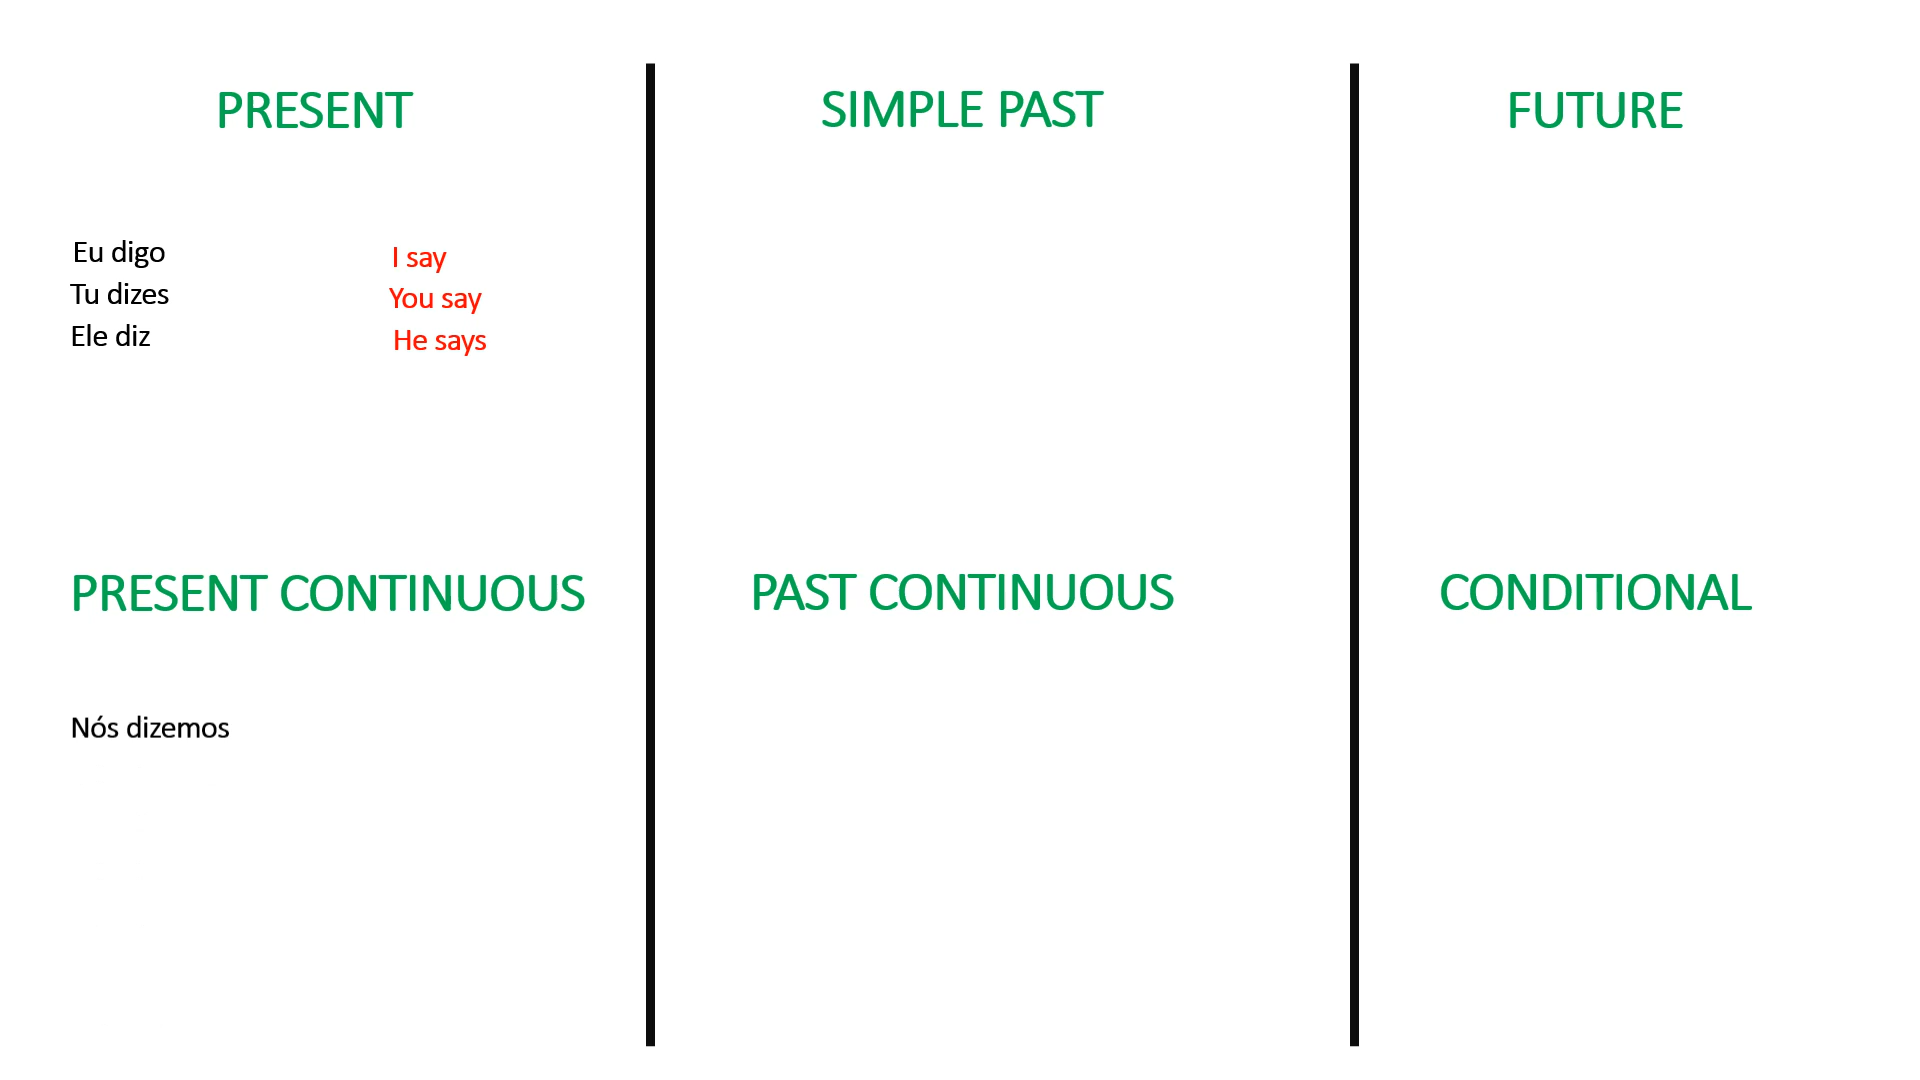 PRESENT
SIMPLE PAST
FUTURE
Eu digo
I say
Tu dizes
You say
Ele diz
He says
PRESENT CONTINUOUS
PAST CONTINUOUS
CONDITIONAL
Nós dizemos